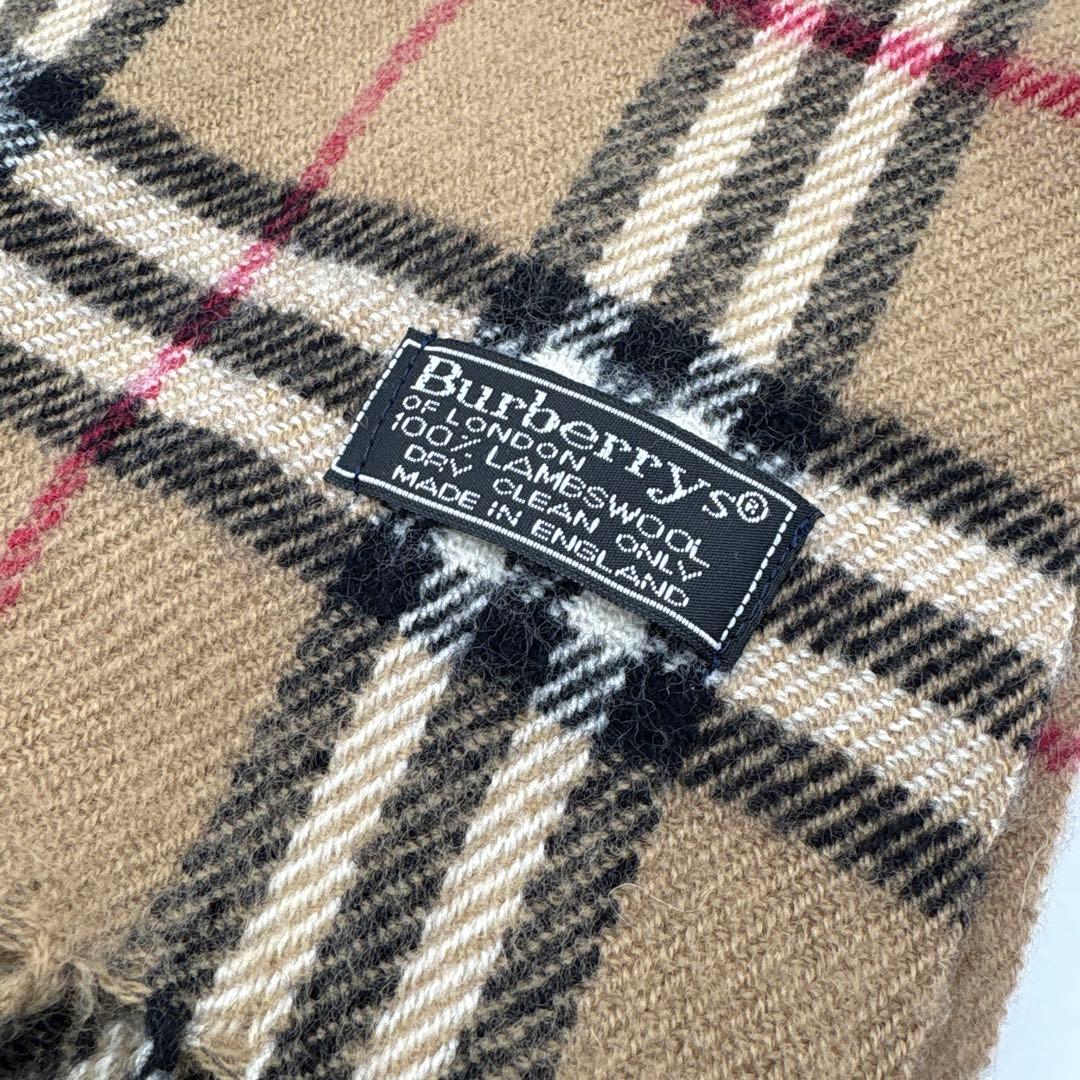 Burberrys®
OF LONDON
100% LAMBSWOOL
DRY CLEAN ONLY
MADE IN ENGLAND